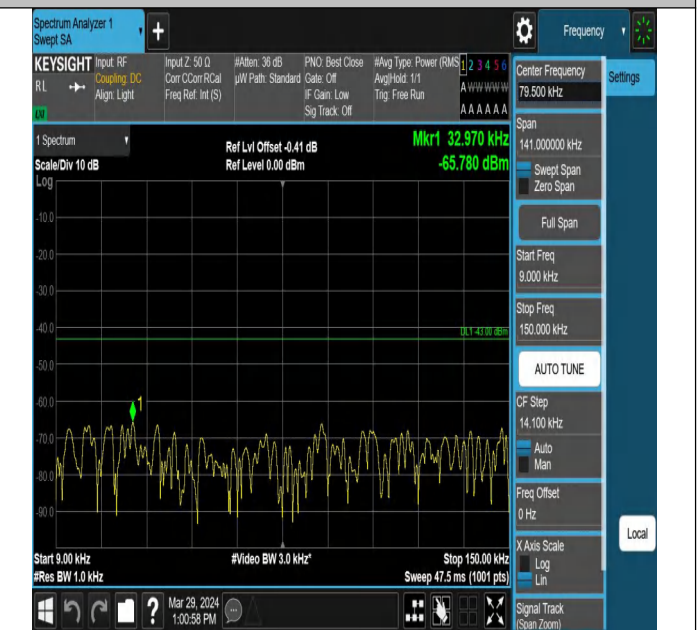 Spectrum Analyzer 1
Swept SA
+
Frequency
KEYSIGHT
RL
LXI
Input: RF
Coupling: DC
Align: Light
Input Z: 50 Ω
Corr CCorr RCal
Freq Ref: Int (S)
#Atten: 36 dB
µW Path: Standard
PNO: Best Close
Gate: Off
IF Gain: Low
Sig Track: Off
#Avg Type: Power (RMS
Avg|Hold: 1/1
Trig: Free Run
1 2 3 4 5 6
A W W W W W
A A A A A A
Center Frequency
79.500 kHz
Settings
Span
141.000000 kHz
Swept Span
Zero Span
Full Span
Start Freq
9.000 kHz
Stop Freq
150.000 kHz
AUTO TUNE
CF Step
14.100 kHz
Auto
Man
Freq Offset
0 Hz
X Axis Scale
Log
Lin
Signal Track
(Span Zoom)
Local
1 Spectrum
Scale/Div 10 dB
Log
Ref Lvl Offset -0.41 dB
Ref Level 0.00 dBm
Mkr1 32.970 kHz
-65.780 dBm
-10.0
-20.0
-30.0
-40.0
DL1 -43.00 dBm
-50.0
-60.0
1
-70.0
-80.0
-90.0
Start 9.00 kHz
#Res BW 1.0 kHz
#Video BW 3.0 kHz*
Stop 150.00 kHz
Sweep 47.5 ms (1001 pts)
?
Mar 29, 2024
1:00:58 PM